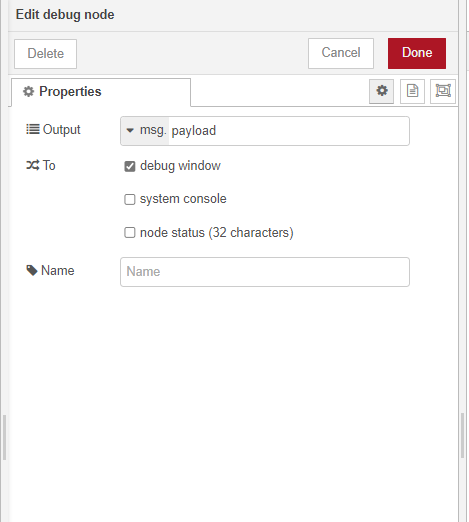 Edit debug node
Delete Cancel Done
Properties
Output msg. payload
To debug window
system console
node status (32 characters)
Name Name